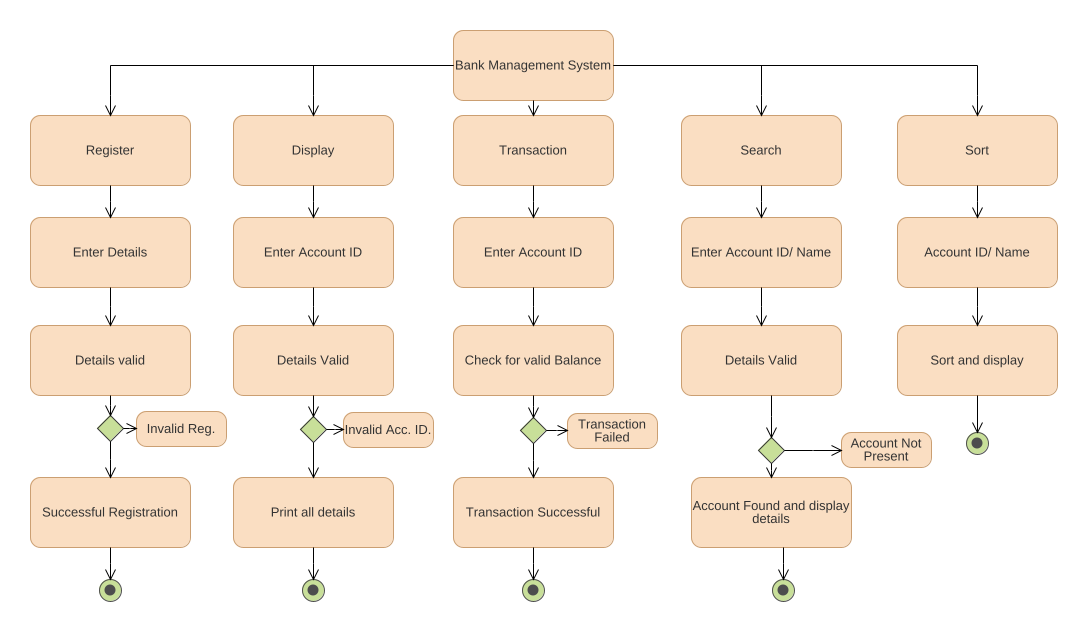 Bank Management System
Register
Display
Transaction
Search
Sort
Enter Details
Enter Account ID
Enter Account ID
Enter Account ID/ Name
Account ID/ Name
Details valid
Details Valid
Check for valid Balance
Details Valid
Sort and display
Invalid Reg.
Invalid Acc. ID.
Transaction
Failed
Account Not
Present
Successful Registration
Print all details
Transaction Successful
Account Found and display
details